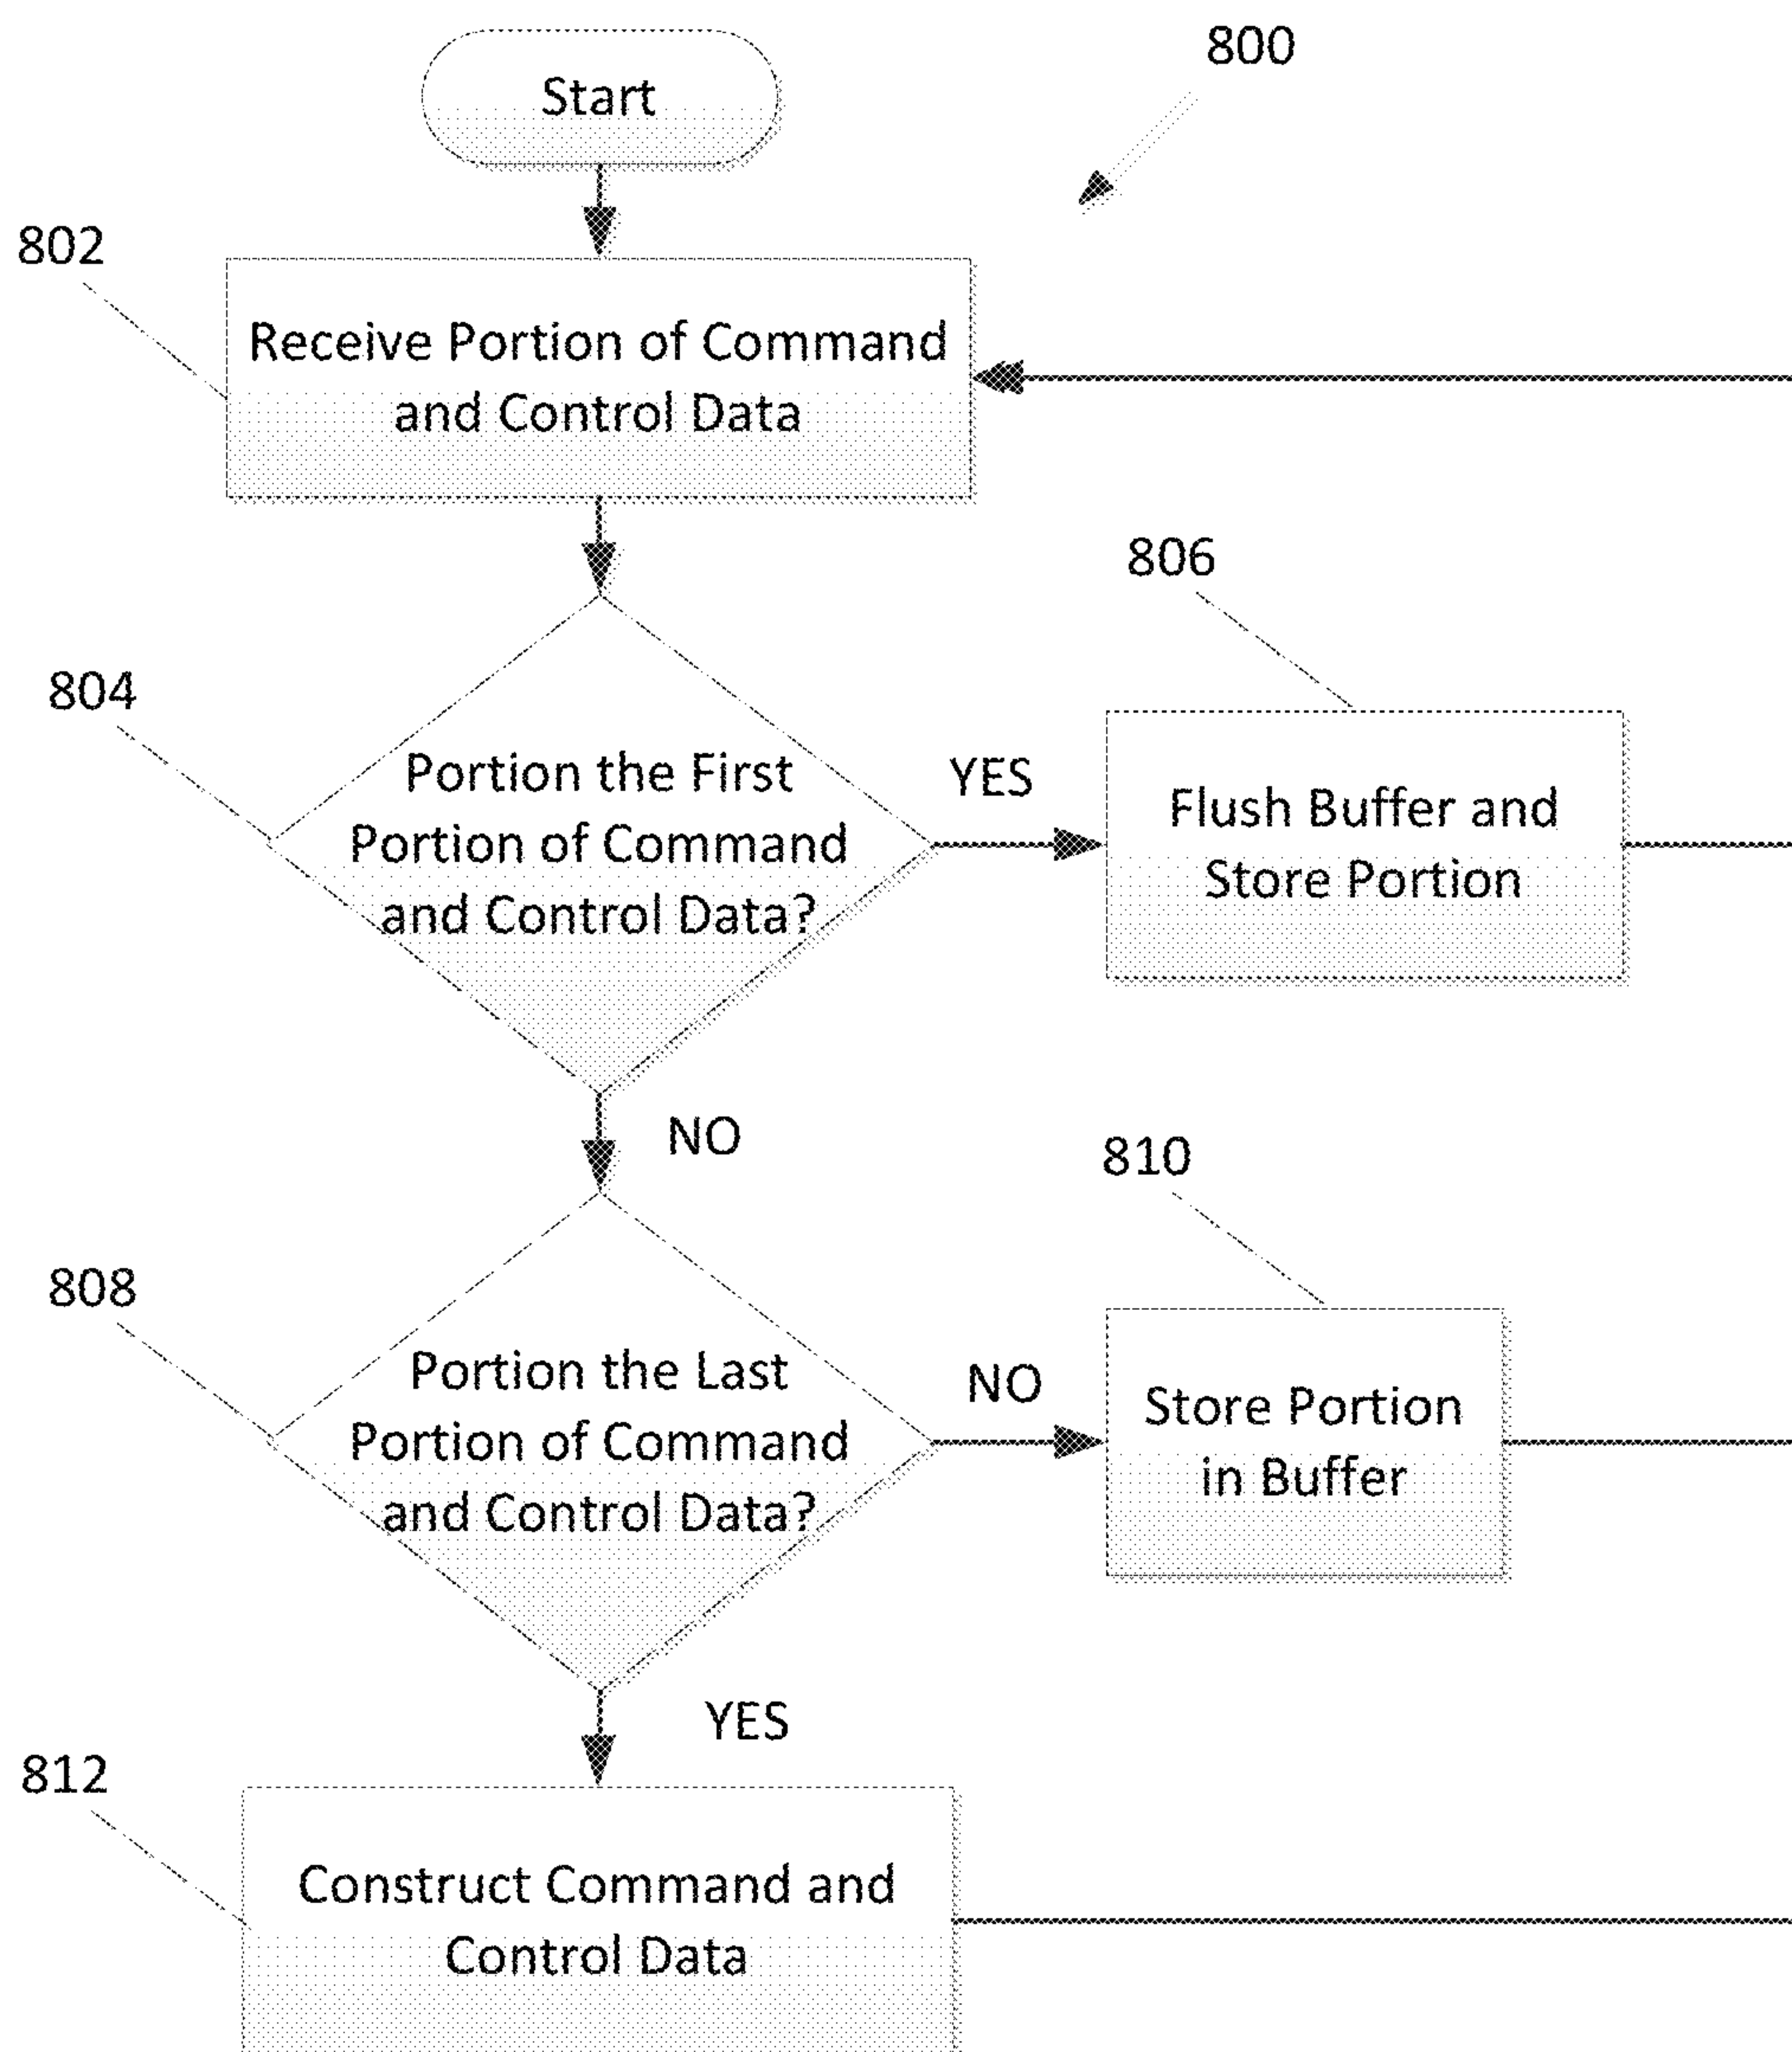 Start
800
802
Receive Portion of Command
and Control Data
806
804
Portion the First
Portion of Command
and Control Data?
YES
Flush Buffer and
Store Portion
NO
810
808
Portion the Last
Portion of Command
and Control Data?
NO
Store Portion
in Buffer
YES
812
Construct Command and
Control Data